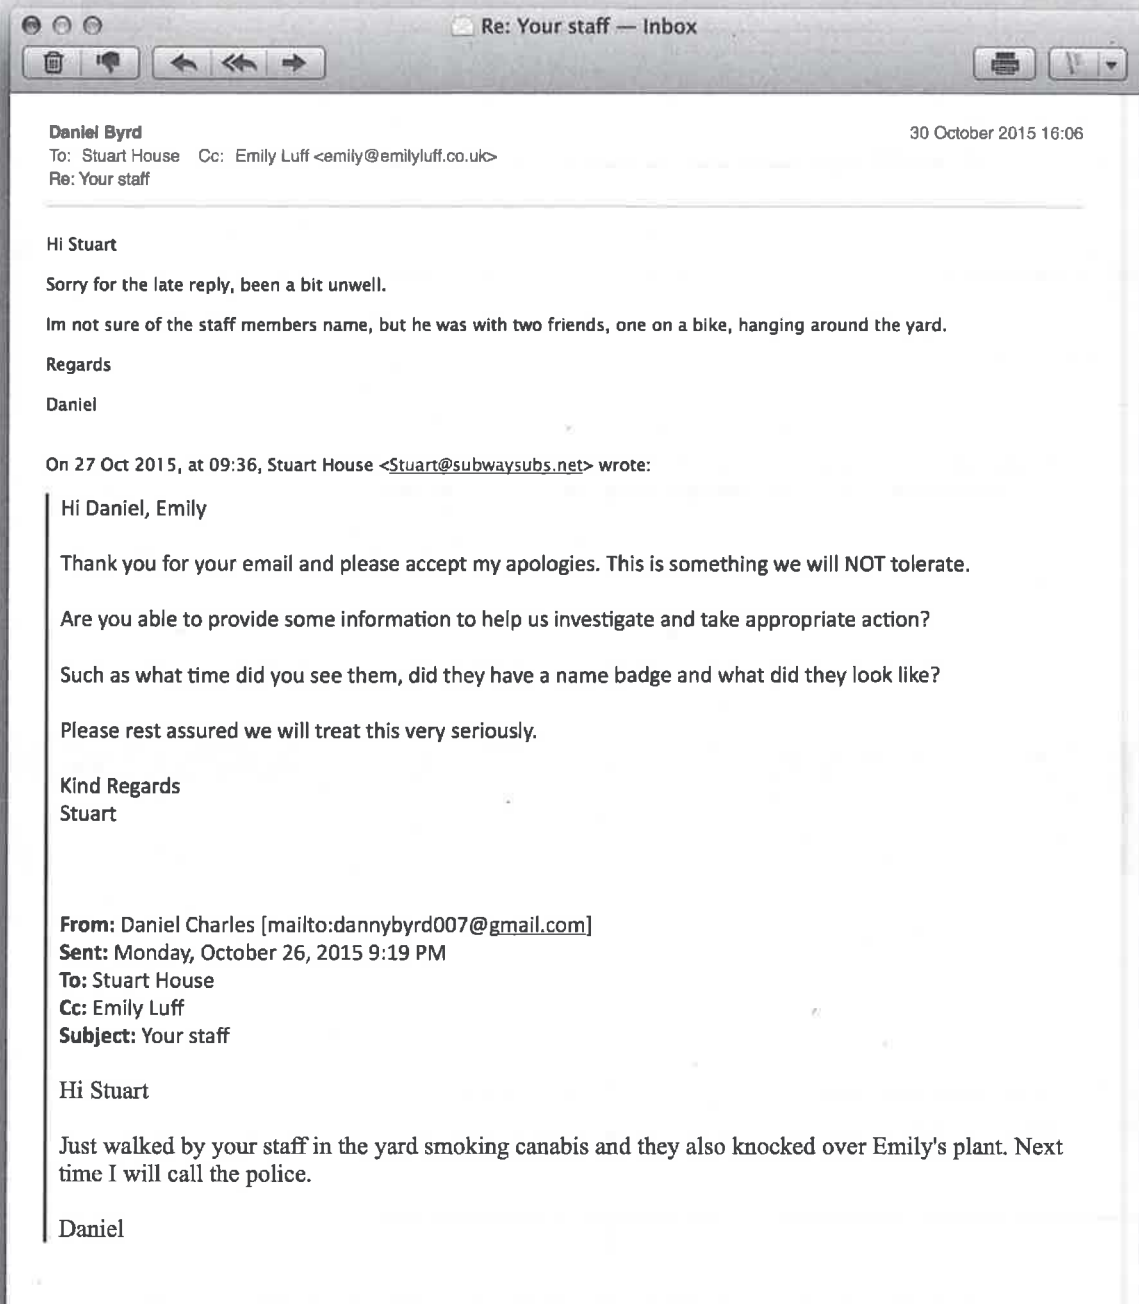 Re: Your staff — Inbox
Daniel Byrd
30 October 2015 16:06
To: Stuart House Cc: Emily Luff <emily@emilyluff.co.uk>
Re: Your staff
Hi Stuart
Sorry for the late reply, been a bit unwell.
Im not sure of the staff members name, but he was with two friends, one on a bike, hanging around the yard.
Regards
Daniel
On 27 Oct 2015, at 09:36, Stuart House <Stuart@subwaysubs.net> wrote:
Hi Daniel, Emily
Thank you for your email and please accept my apologies. This is something we will NOT tolerate.
Are you able to provide some information to help us investigate and take appropriate action?
Such as what time did you see them, did they have a name badge and what did they look like?
Please rest assured we will treat this very seriously.
Kind Regards
Stuart
From: Daniel Charles [mailto:dannybyrd007@gmail.com]
Sent: Monday, October 26, 2015 9:19 PM
To: Stuart House
Cc: Emily Luff
Subject: Your staff
Hi Stuart
Just walked by your staff in the yard smoking canabis and they also knocked over Emily's plant. Next
time I will call the police.
Daniel